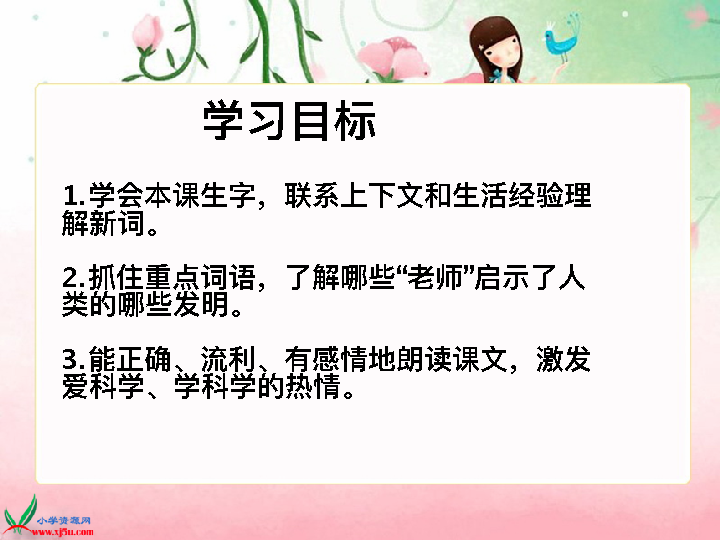 学习目标
1.学会本课生字，联系上下文和生活经验理
解新词。
2.抓住重点词语，了解哪些“老师”启示了人
类的哪些发明。
3.能正确、流利、有感情地朗读课文，激发
爱科学、学科学的热情。
小学资源网
www.xj5u.com